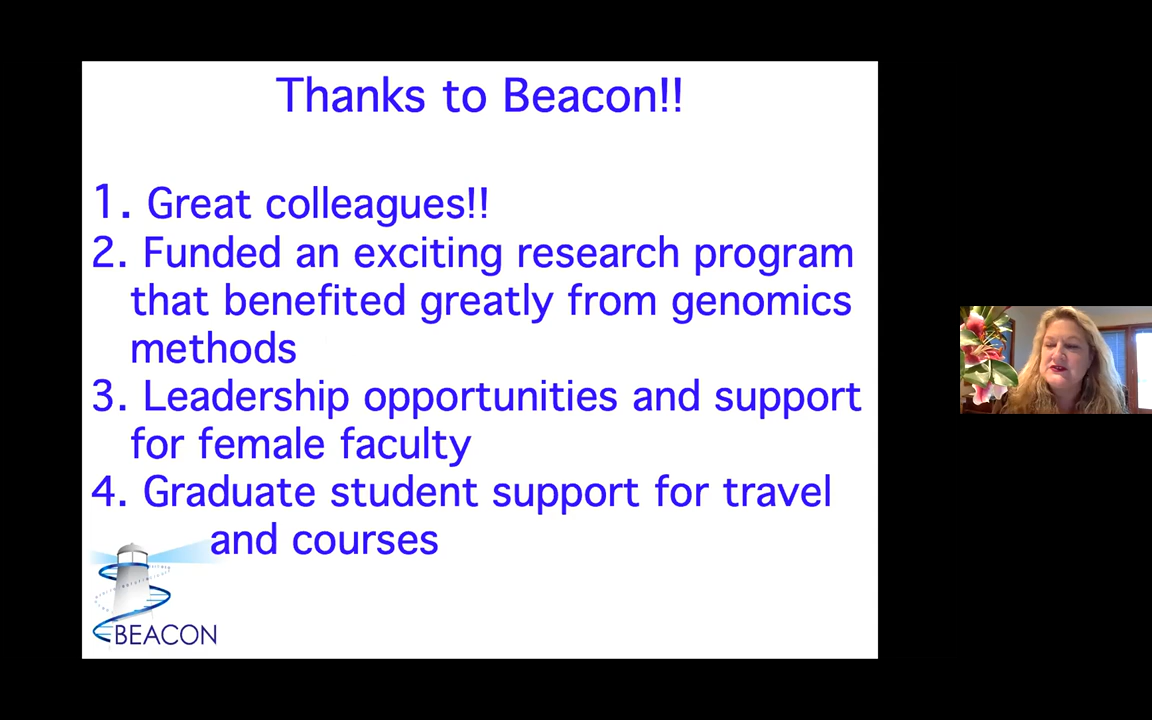 Thanks to Beacon!!
1. Great colleagues!!
2. Funded an exciting research program
that benefited greatly from genomics
methods
3. Leadership opportunities and support
for female faculty
4. Graduate student support for travel
and courses
BEACON